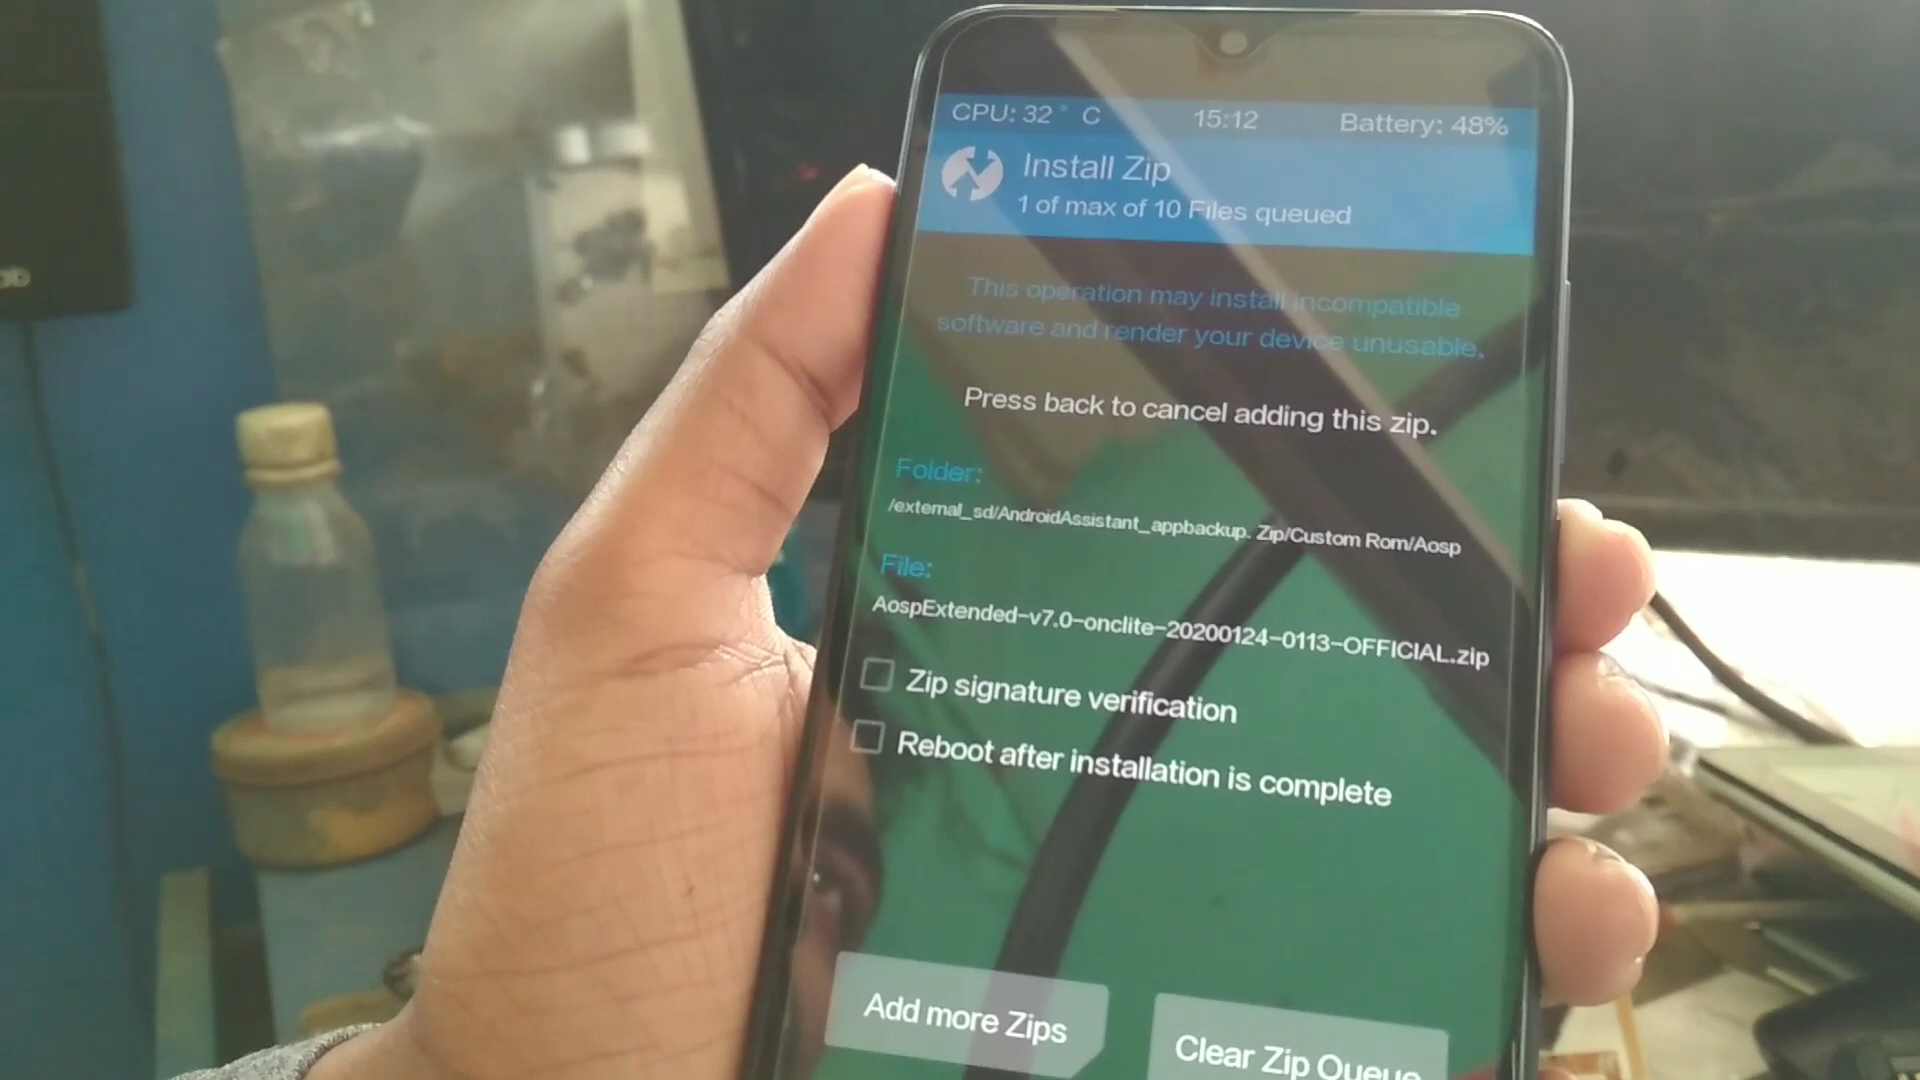 CPU: 32° C 15:12 Battery: 48%
Install Zip
1 of max of 10 Files queued
This operation may install incompatible
software and render your device unusable.
Press back to cancel adding this zip.
Folder:
/external_sd/AndroidAssistant_appbackup. Zip/Custom Rom/Aosp
File:
AospExtended-v7.0-onclite-20200124-0113-OFFICIAL.zip
Zip signature verification
Reboot after installation is complete
Add more Zips
Clear Zip Queue